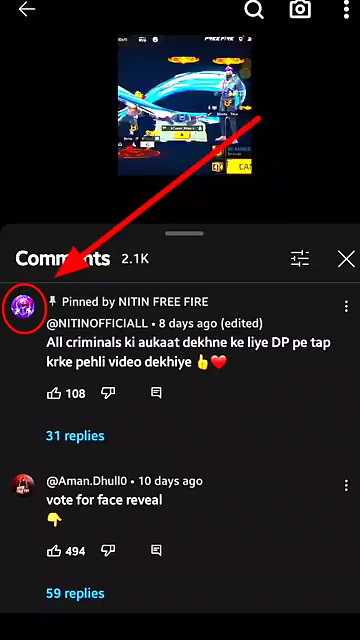 FREE FIRE
Comments 2.1K
Pinned by NITIN FREE FIRE
@NITINOFFICIALL • 8 days ago (edited)
All criminals ki aukaat dekhne ke liye DP pe tap
krke pehli video dekhiye 👍❤️
108
31 replies
@Aman.Dhull0 • 10 days ago
vote for face reveal
👇
494
59 replies